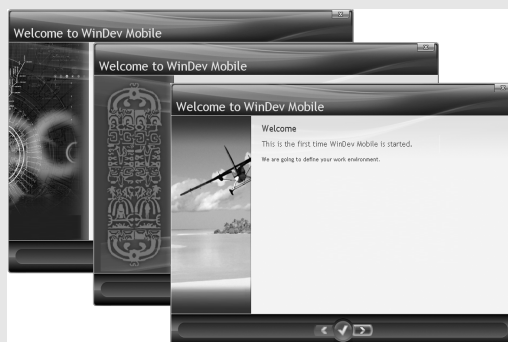 Welcome to WinDev Mobile
Welcome to WinDev Mobile
Welcome to WinDev Mobile
Welcome
This is the first time WinDev Mobile is started.
We are going to define your work environment.